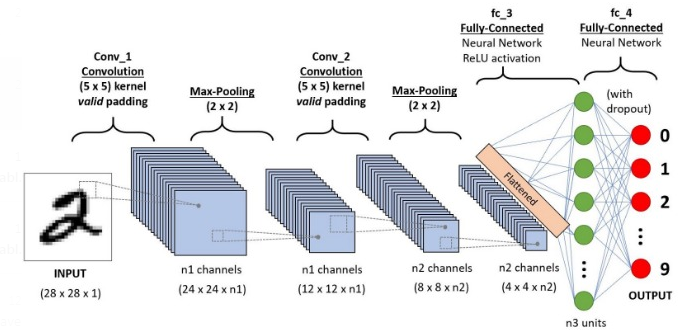 Conv_1
Convolution
(5 x 5) kernel
valid padding
Max-Pooling
(2 x 2)
Conv_2
Convolution
(5 x 5) kernel
valid padding
Max-Pooling
(2 x 2)
fc_3
Fully-Connected
Neural Network
ReLU activation
fc_4
Fully-Connected
Neural Network
(with
dropout)
Flattened
0
1
2
9
OUTPUT
INPUT
(28 x 28 x 1)
n1 channels
(24 x 24 x n1)
n1 channels
(12 x 12 x n1)
n2 channels
(8 x 8 x n2)
n2 channels
(4 x 4 x n2)
n3 units
2